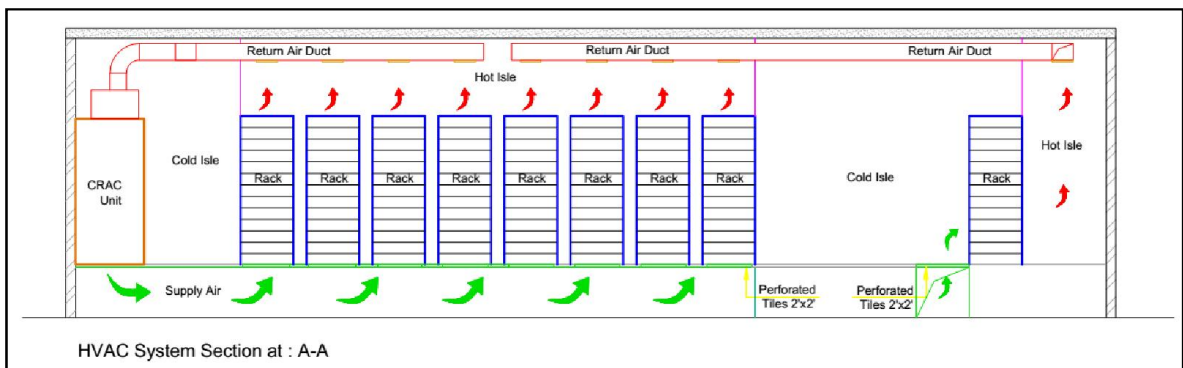 Return Air Duct
Return Air Duct
Return Air Duct
Hot Isle
Cold Isle
Cold Isle
Hot Isle
CRAC
Unit
Rack
Rack
Rack
Rack
Rack
Rack
Rack
Rack
Rack
Supply Air
Perforated
Tiles 2'x2'
Perforated
Tiles 2'x2'
HVAC System Section at : A-A